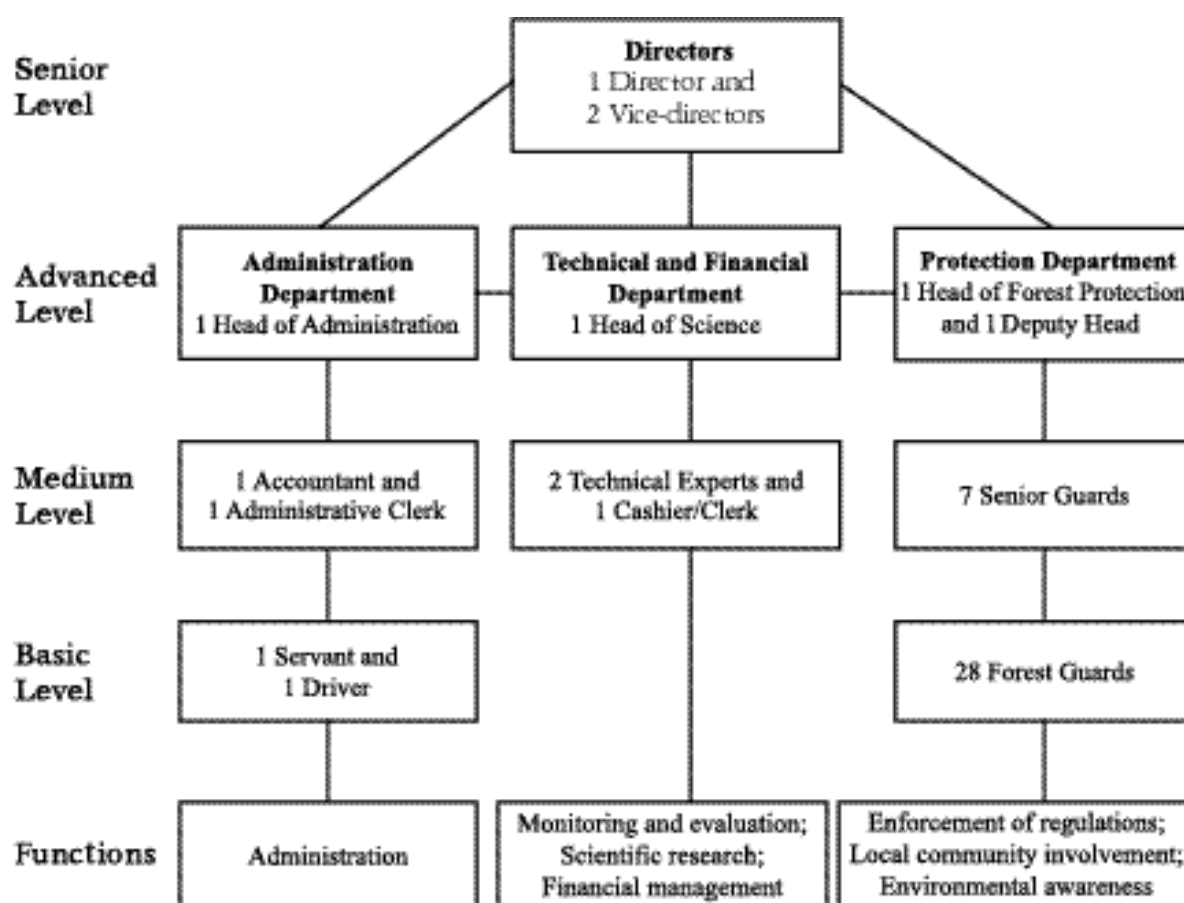 Senior
Level
Directors
1 Director and
2 Vice-directors
Advanced
Level
Administration
Department
1 Head of Administration
Technical and Financial
Department
1 Head of Science
Protection Department
1 Head of Forest Protection
and 1 Deputy Head
Medium
Level
1 Accountant and
1 Administrative Clerk
2 Technical Experts and
1 Cashier/Clerk
7 Senior Guards
Basic
Level
1 Servant and
1 Driver
28 Forest Guards
Functions
Administration
Monitoring and evaluation;
Scientific research;
Financial management
Enforcement of regulations;
Local community involvement;
Environmental awareness